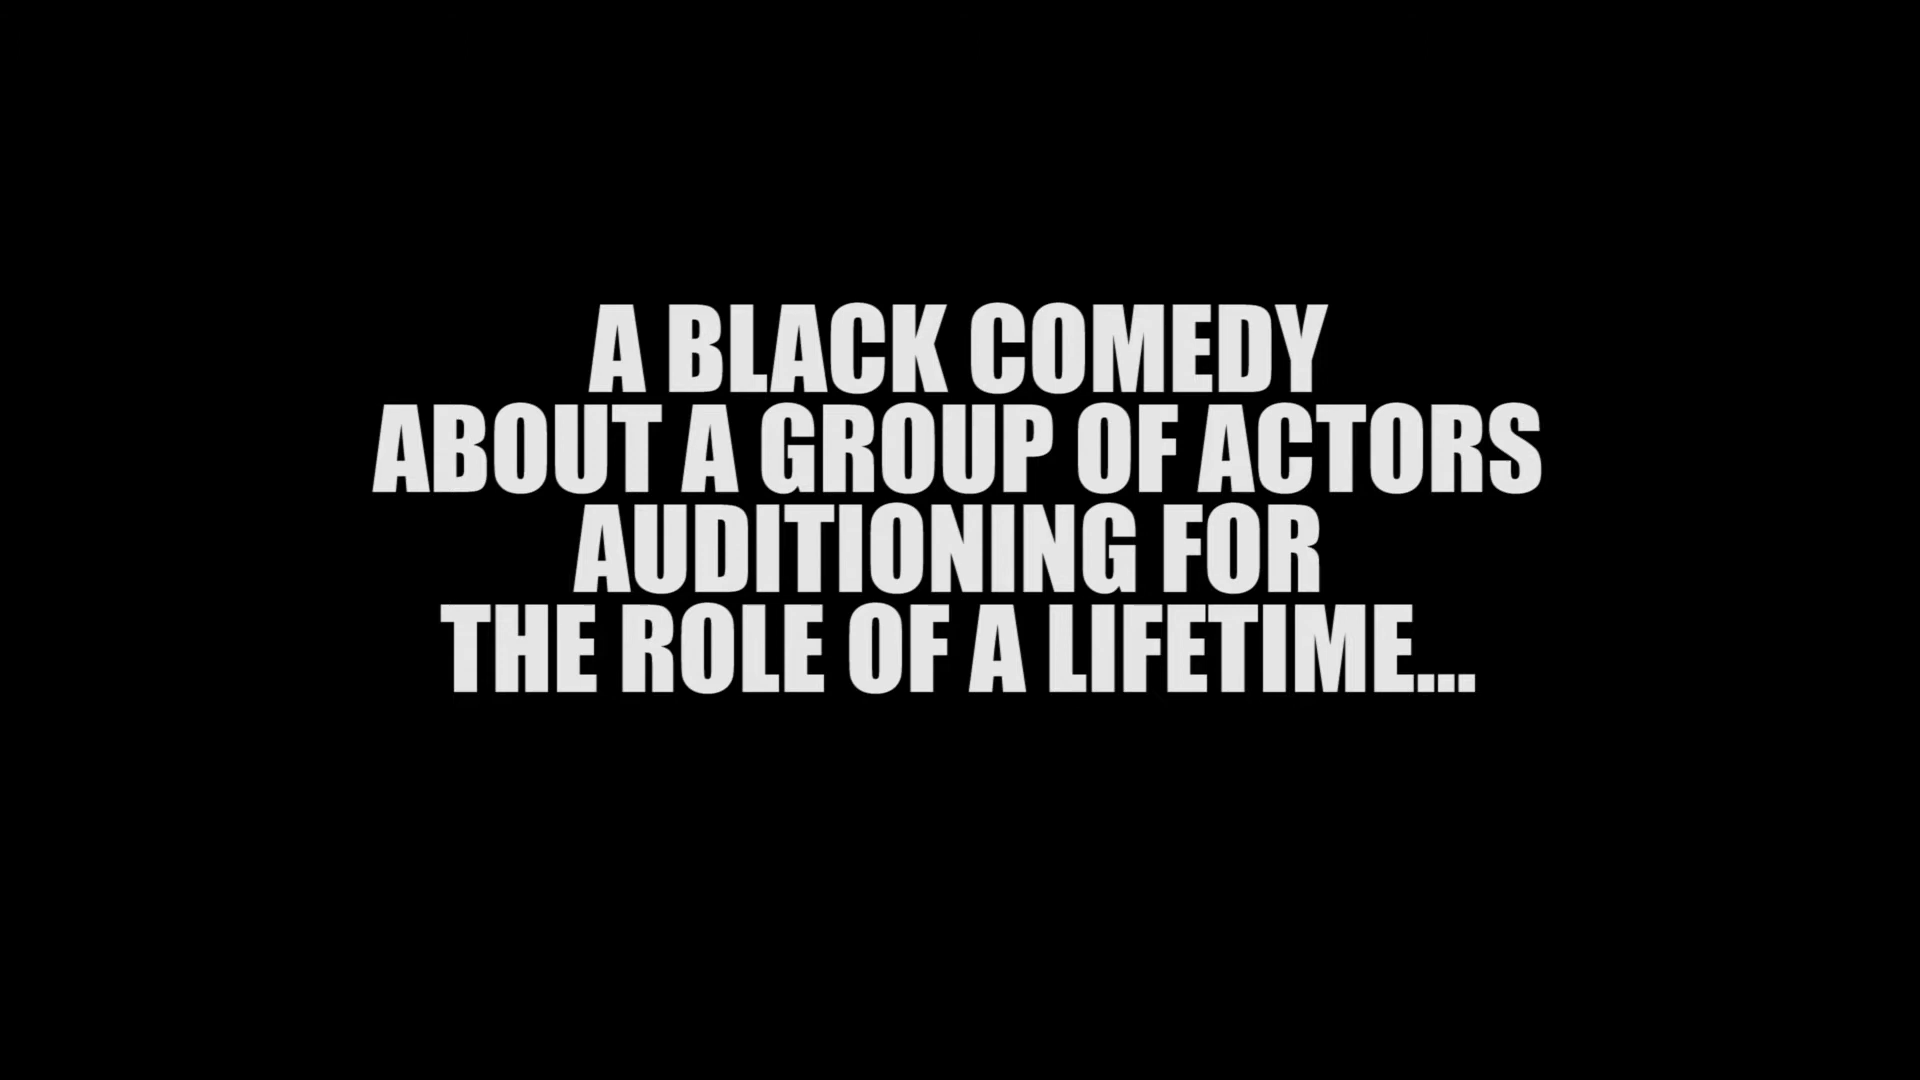 A BLACK COMEDY
ABOUT A GROUP OF ACTORS
AUDITIONING FOR
THE ROLE OF A LIFETIME...